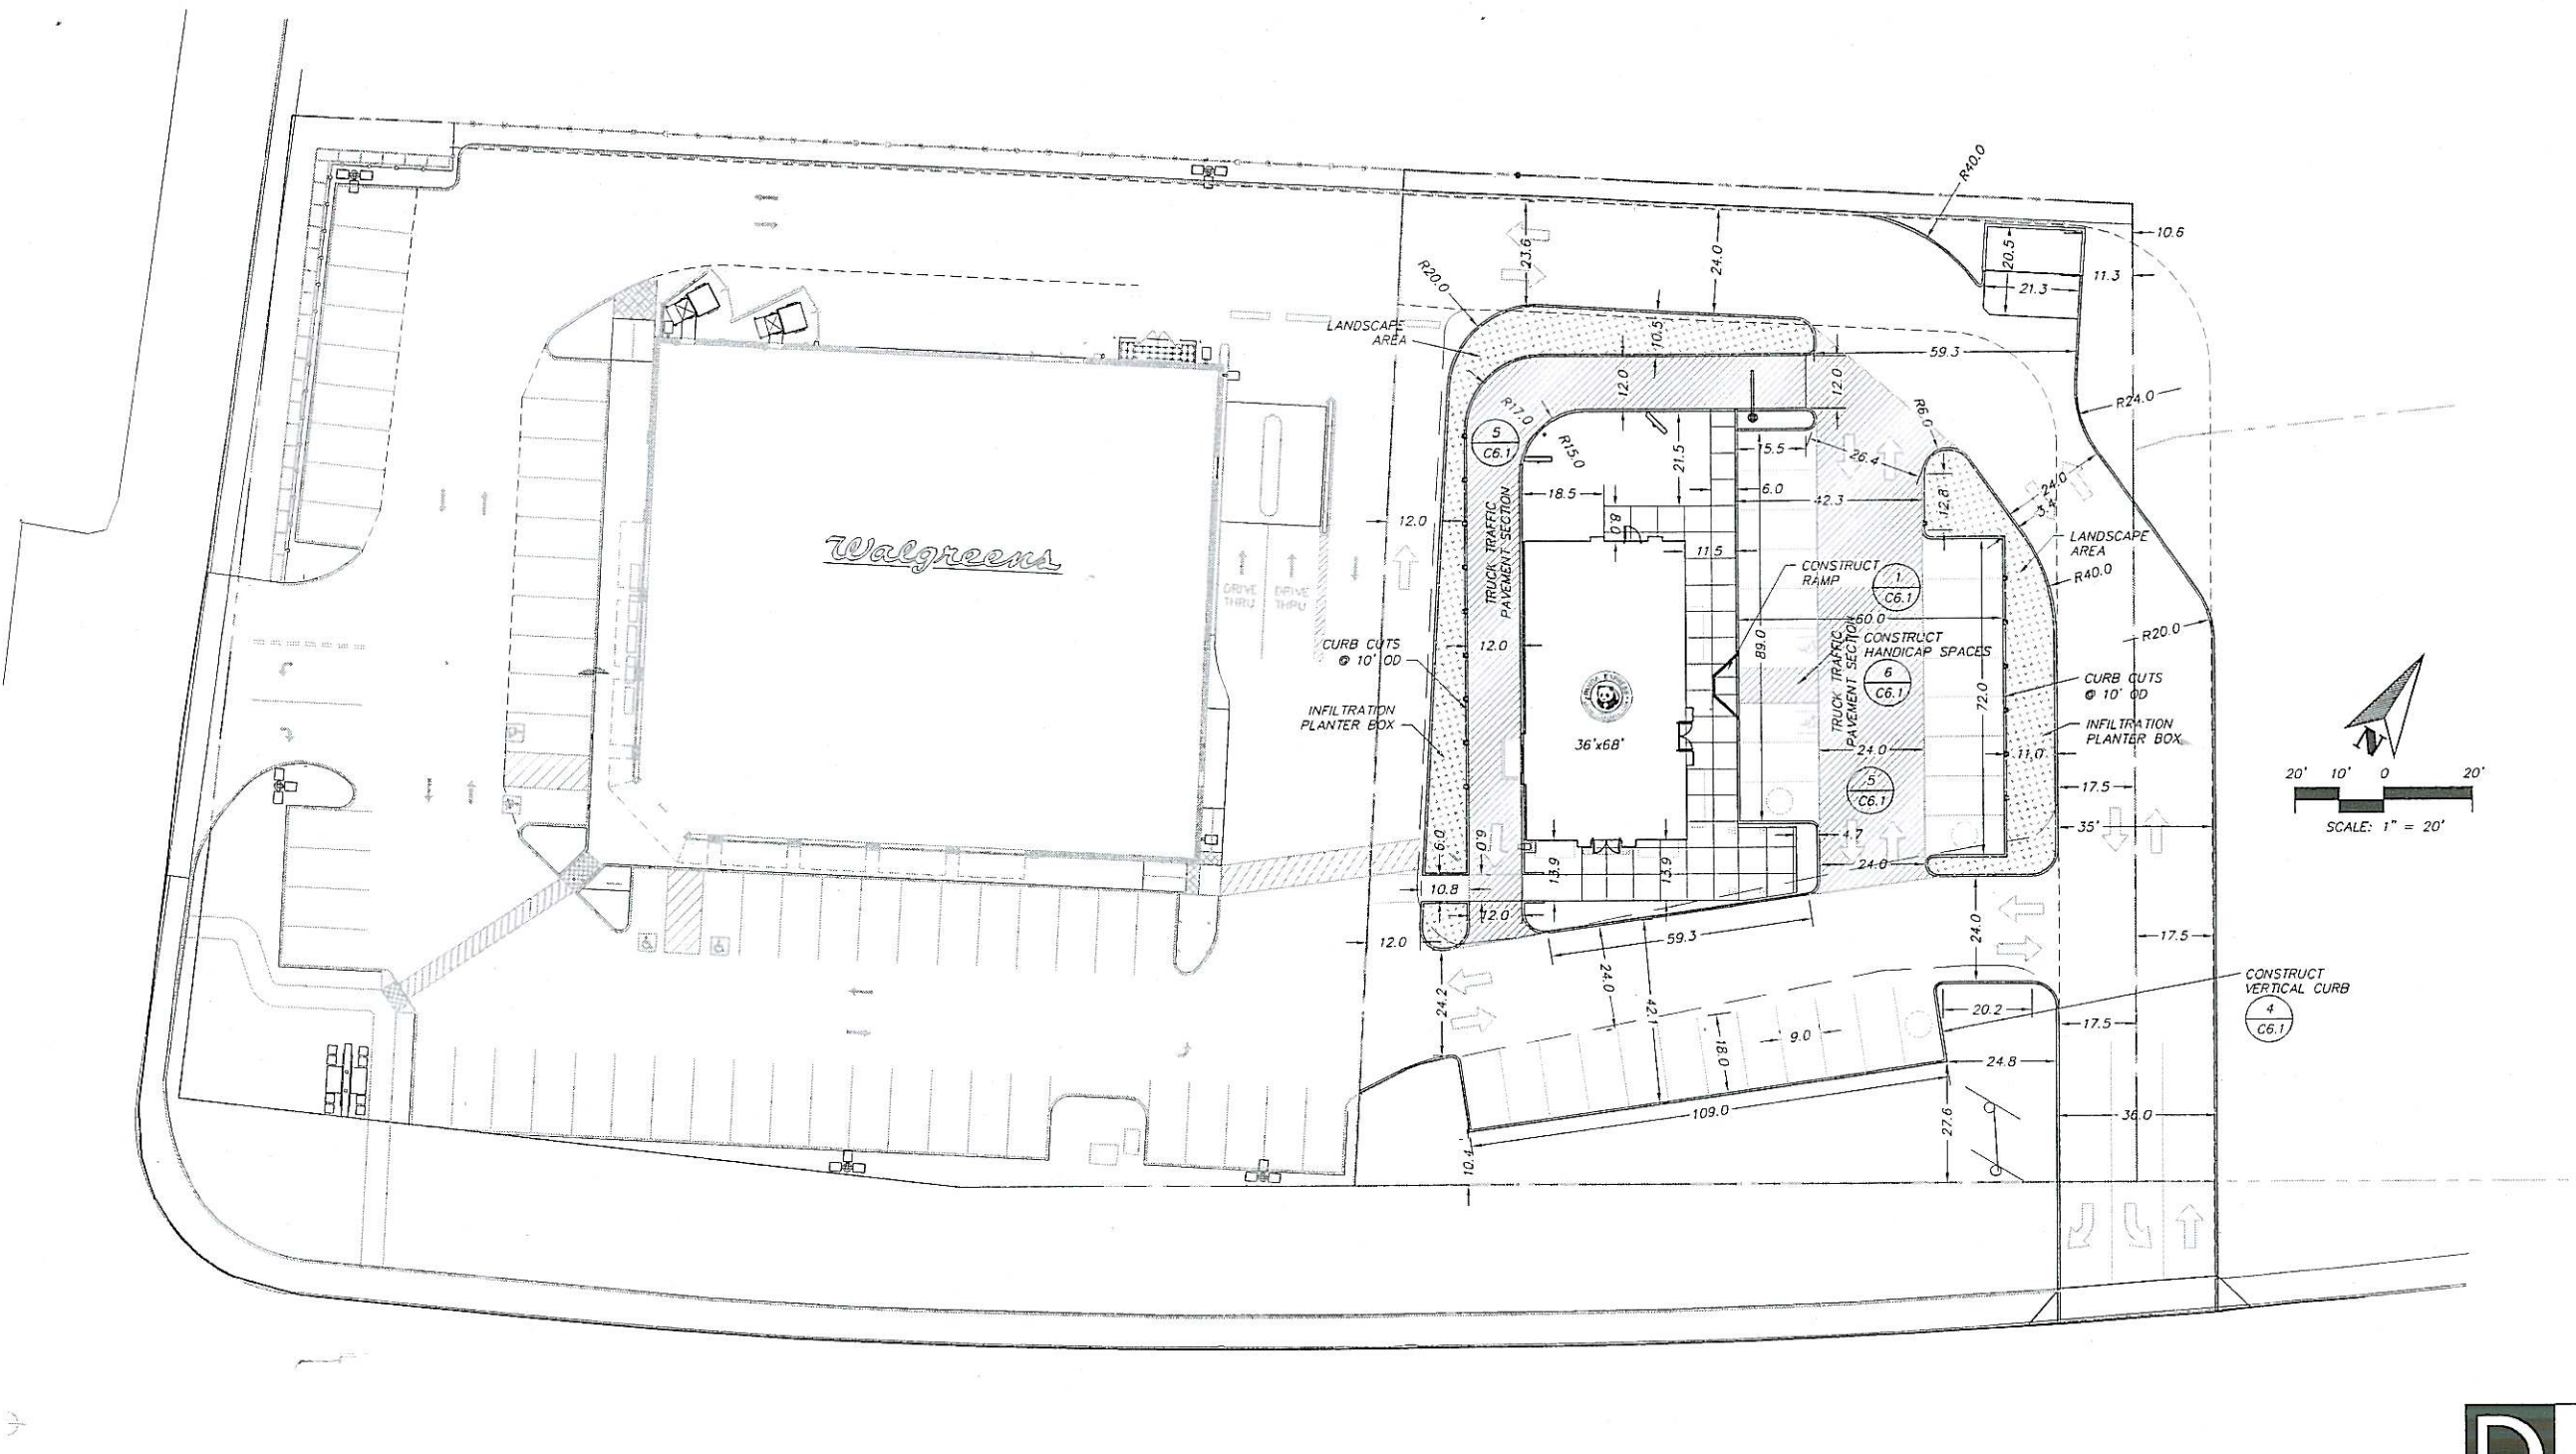 R40.0
10.6
23.6
24.0
20.5
11.3
21.3
R20.0
LANDSCAPE
AREA
10.5
59.3
12.0
12.0
R24.0
R17.0
R6.0
5
C6.1
R15.0
21.5
15.5
26.4
18.5
6.0
42.3
12.8
24.0
3.4
12.0
8.0
11.5
TRUCK TRAFFIC
PAVEMENT SECTION
Walgreens
LANDSCAPE
AREA
R40.0
CONSTRUCT
RAMP
1
C6.1
DRIVE
THRU
DRIVE
THRU
60.0
R20.0
CURB CUTS
@ 10' OD
12.0
89.0
TRUCK TRAFFIC
PAVEMENT SECTION
CONSTRUCT
HANDICAP SPACES
6
C6.1
72.0
CURB CUTS
@ 10' OD
INFILTRATION
PLANTER BOX
36'x68'
INFILTRATION
PLANTER BOX
24.0
11.0
5
C6.1
17.5
20' 10' 0 20'
SCALE: 1" = 20'
35'
6.0
6.0
4.7
24.0
13.9
13.9
10.8
12.0
12.0
59.3
24.0
17.5
24.2
24.0
42.1
CONSTRUCT
VERTICAL CURB
4
C6.1
20.2
17.5
18.0
9.0
24.8
109.0
27.6
36.0
10.4